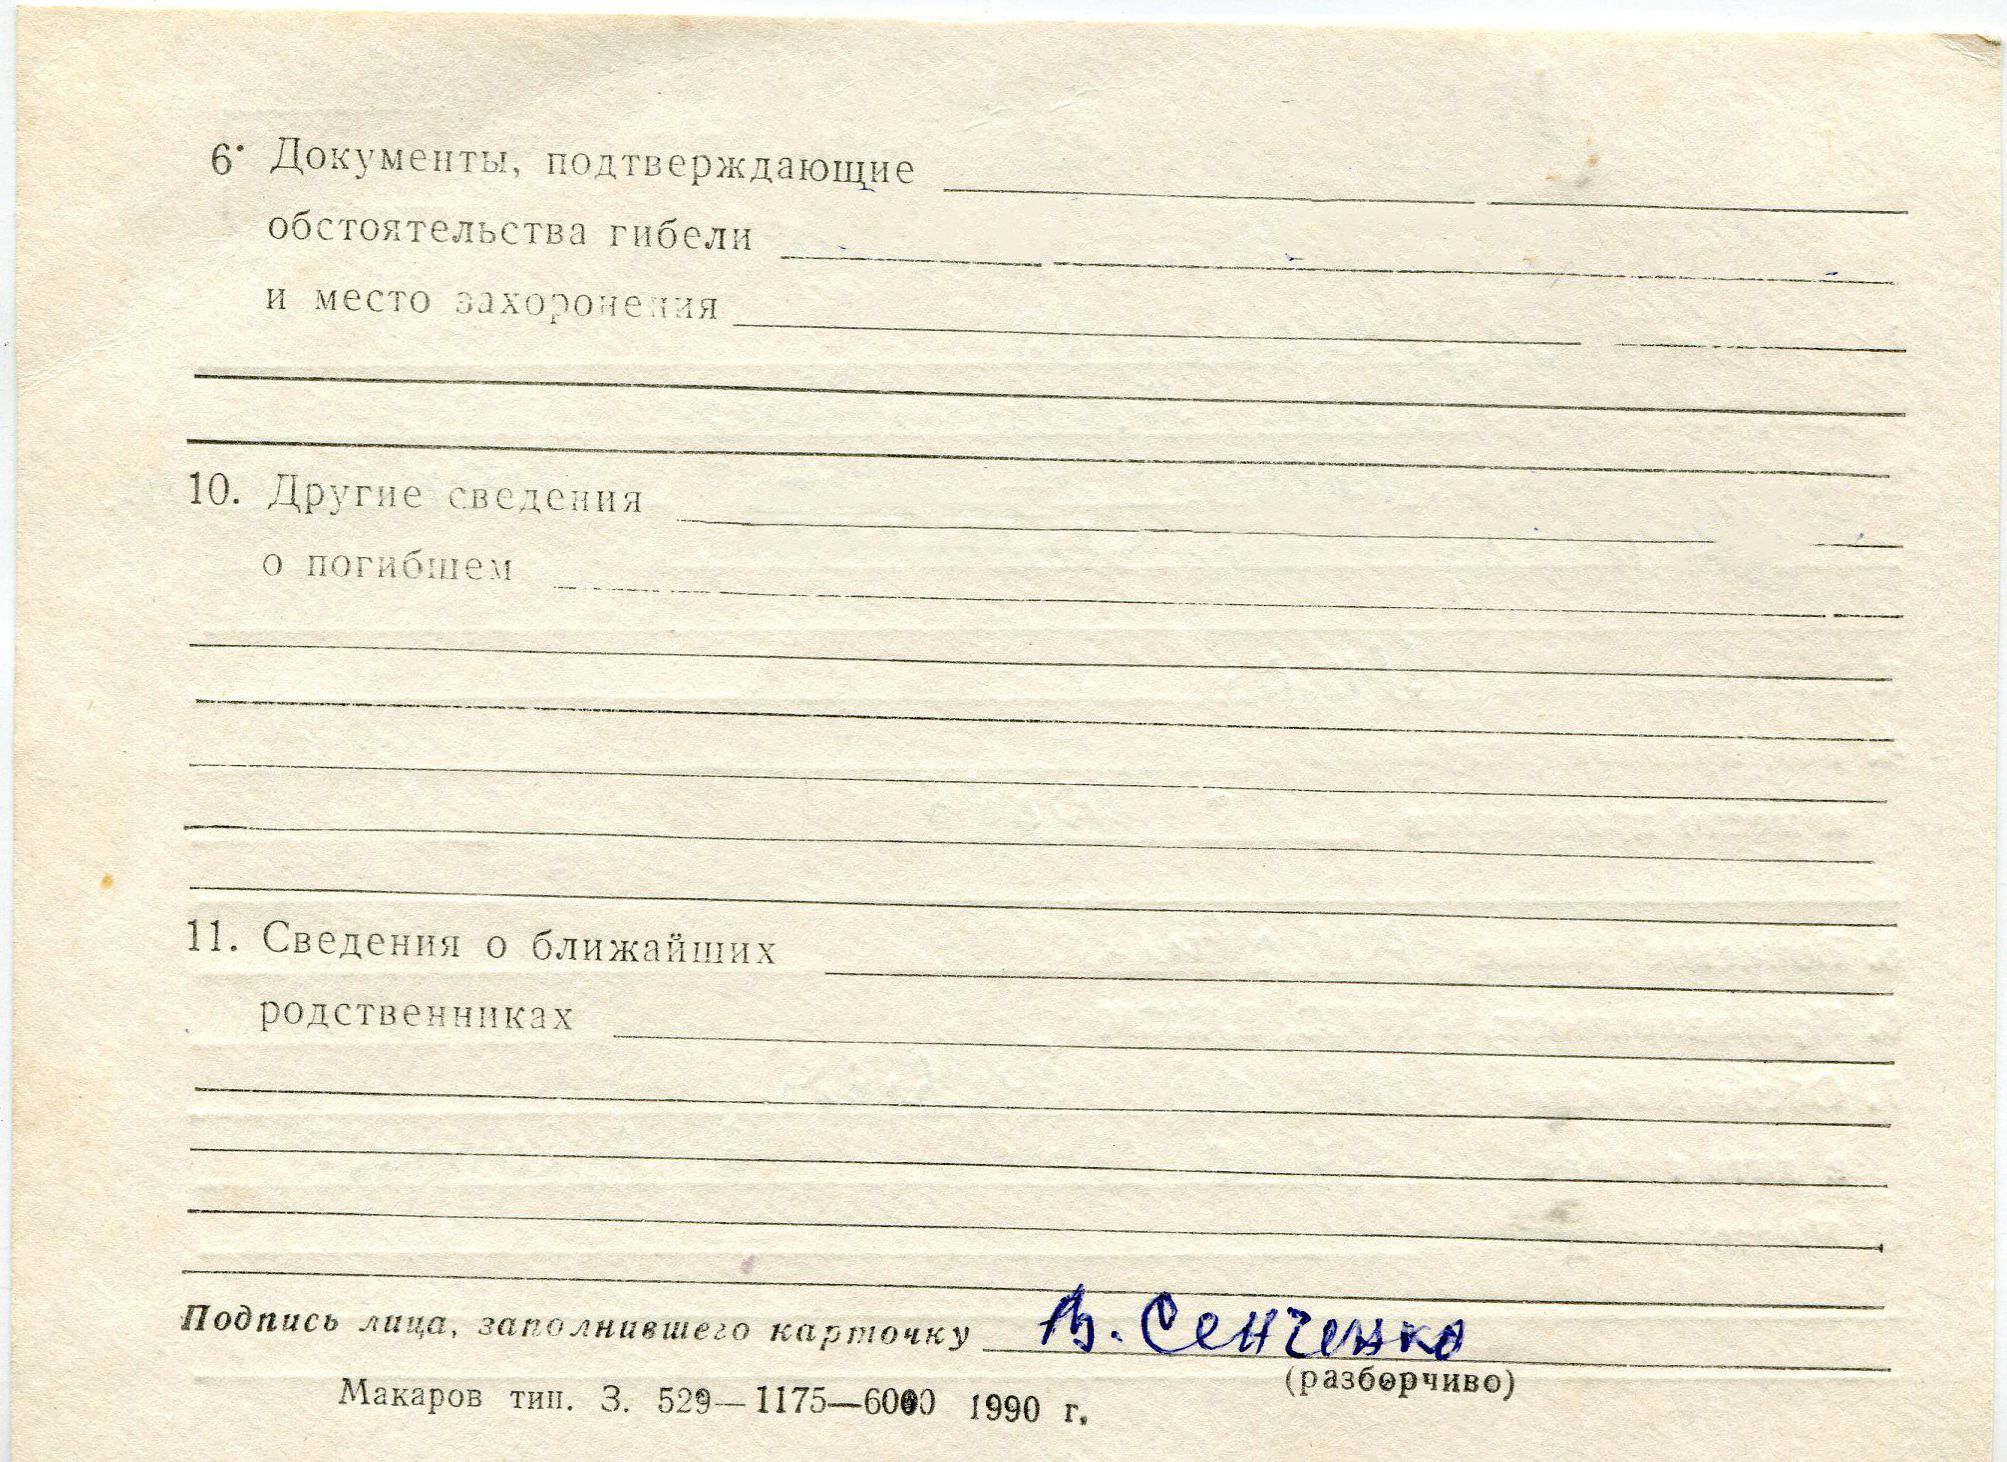 6. Документы, подтверждающие
обстоятельства гибели
и место захоронения
10. Другие сведения
о погибшем
11. Сведения о ближайших
родственниках
Подпись лица, заполнившего карточку В. Сенченко
(разборчиво)
Макаров тип. З. 529—1175—6000 1990 г.